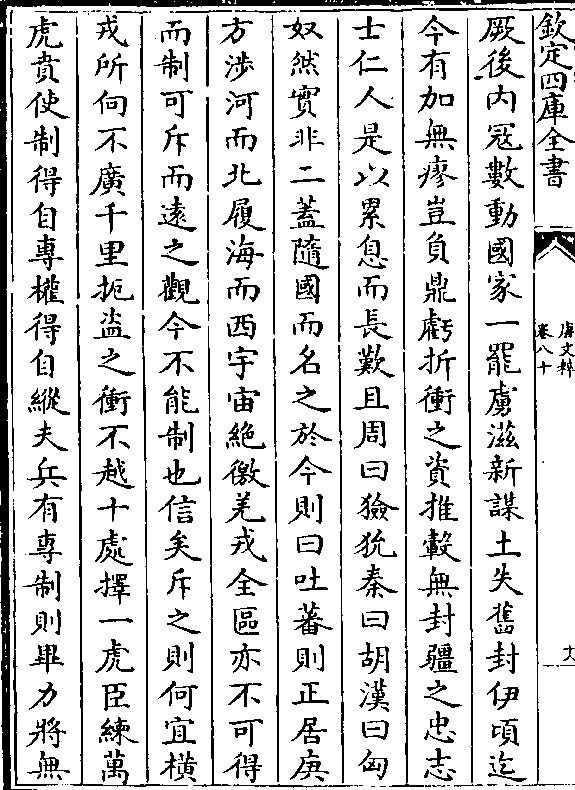 欽定四庫全書
唐文粹
卷八十
十八
厥後内冦數動國家一罷虜滋新謀土失舊封伊頃迄
今有加無瘳豈負鼎虧折衝之資推轂無封疆之忠志
士仁人是以累息而長歎且周曰獫狁秦曰胡漢曰匈
奴然實非二蓋隨國而名之於今則曰吐蕃則正居庚
方渉河而北履海而西宇宙絶徼羌戎全區亦不可得
而制可斥而遠之觀今不能制也信矣斥之則何宜橫
戎所向不廣千里扼盗之衝不越十處擇一虎臣練萬
虎賁使制得自專權得自縱夫兵有専制則畢力將無